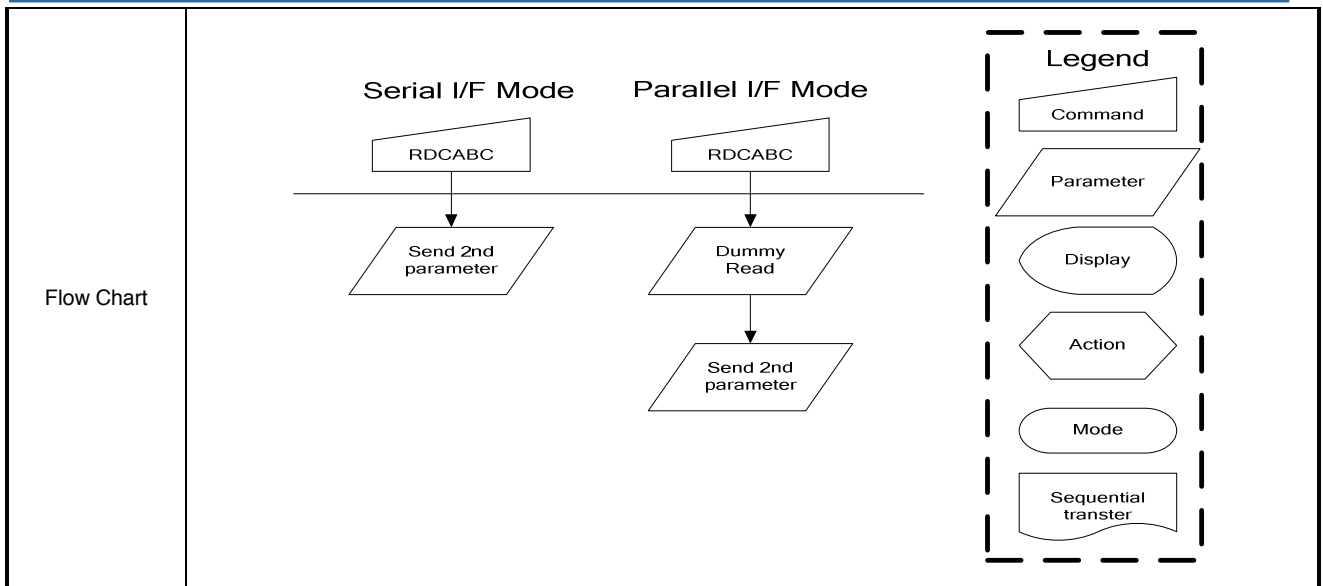 Flow Chart
Serial I/F Mode
RDCABC
Send 2nd
parameter
Parallel I/F Mode
RDCABC
Dummy
Read
Send 2nd
parameter
Legend
Command
Parameter
Display
Action
Mode
Sequential
transter